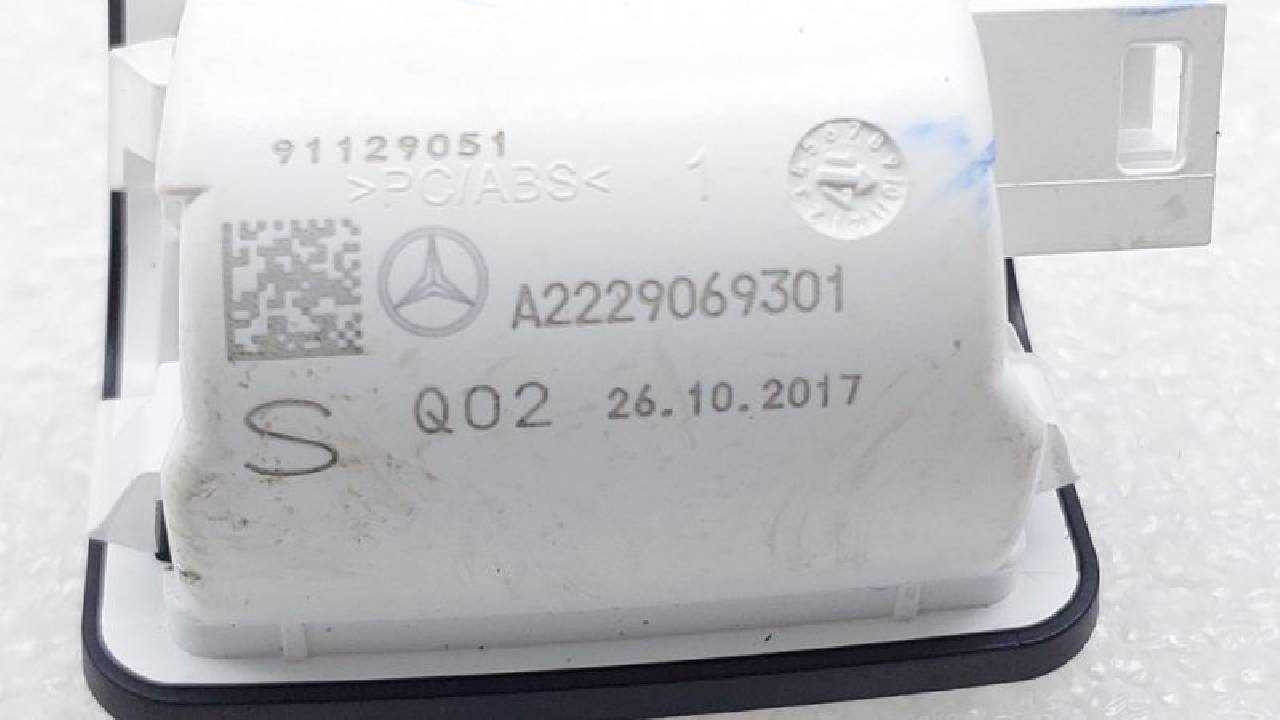 91129051
>PC/ABS< 1
A2229069301
S Q02 26.10.2017